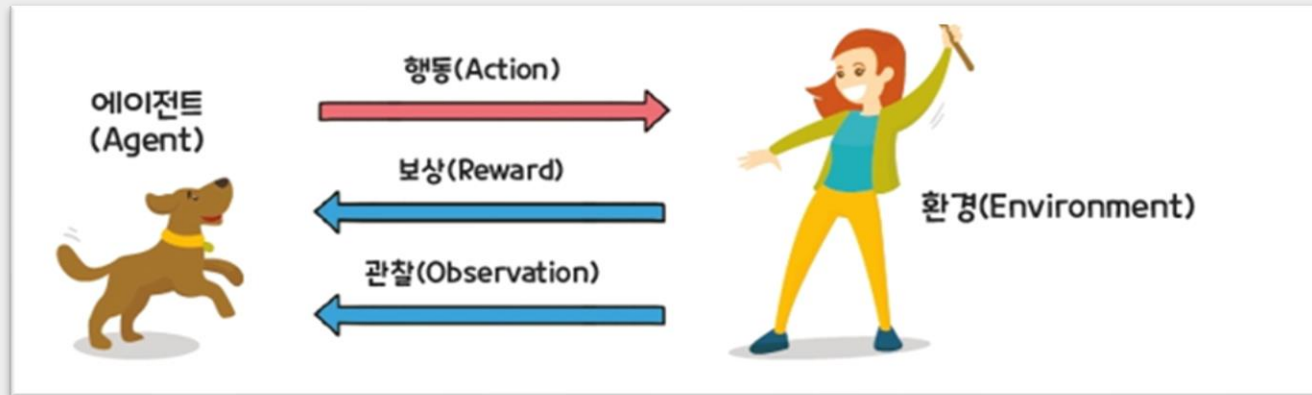 에이전트
(Agent)
행동(Action)
보상(Reward)
관찰(Observation)
환경(Environment)